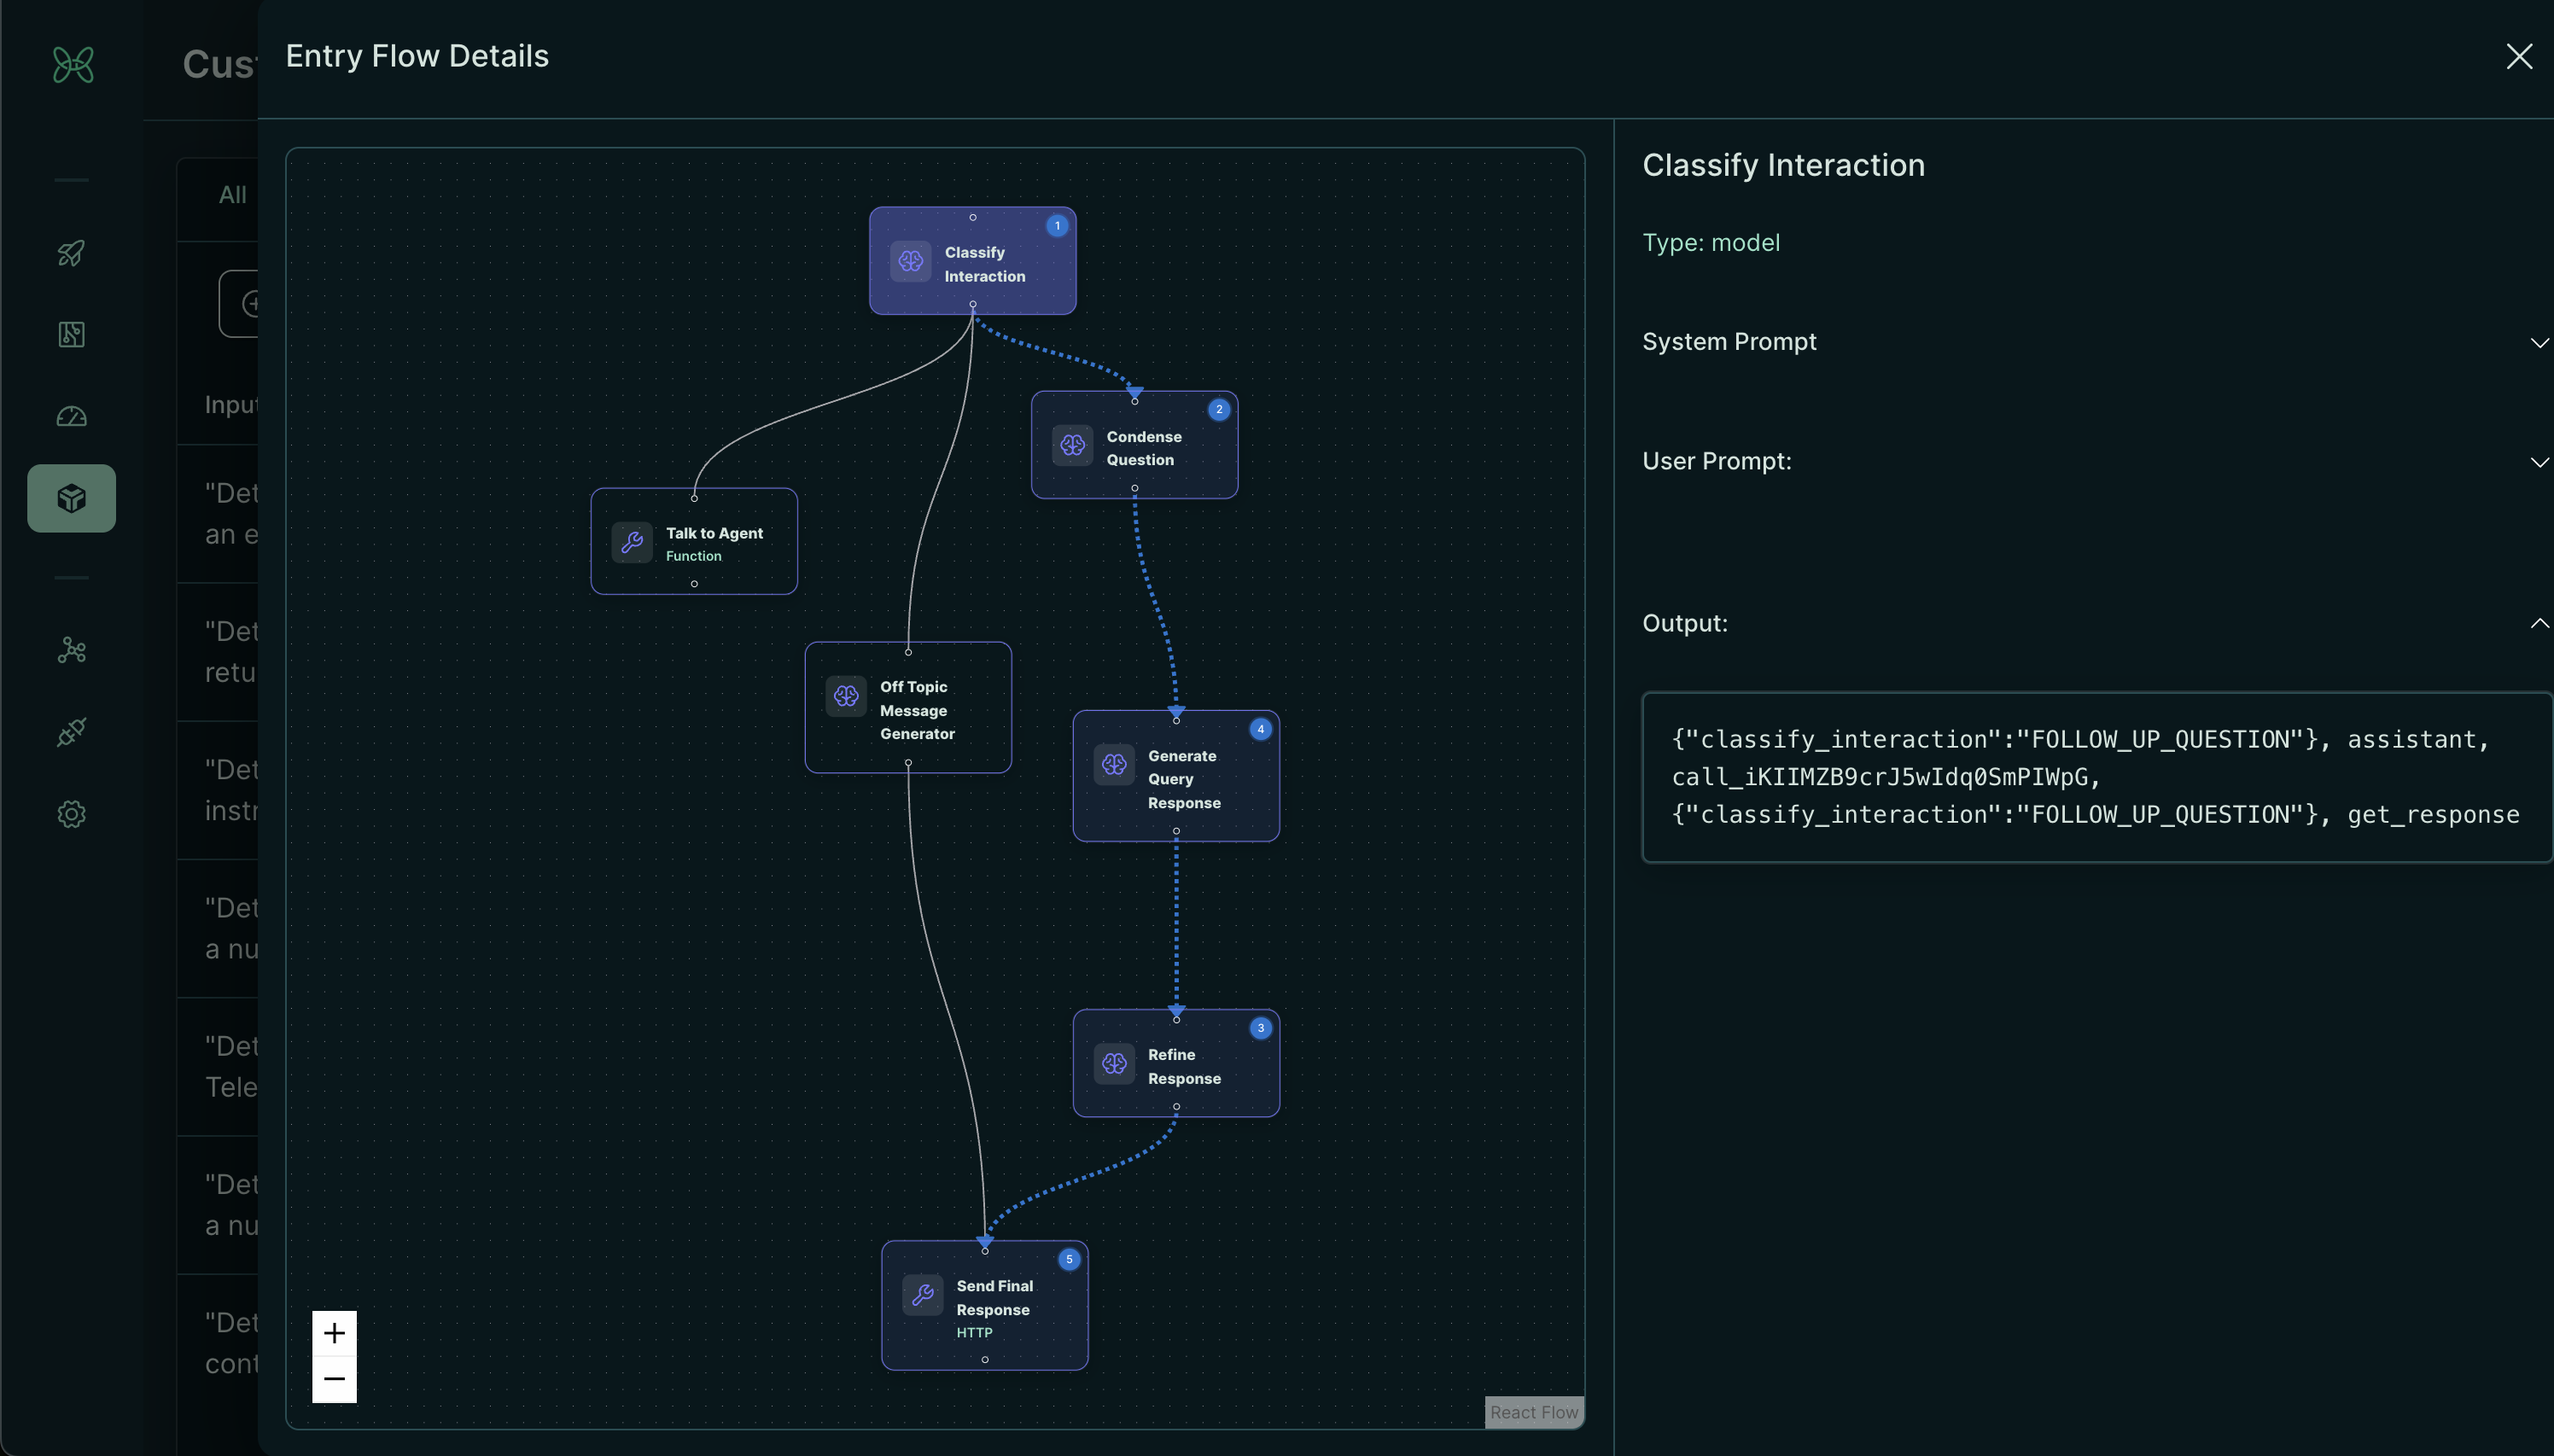 Cust
Entry Flow Details
All
Input
"Det
an e
"Det
retu
"Det
instr
"Det
a nu
"Det
Tele
"Det
a nu
"Det
cont
1
Classify
Interaction
2
Condense
Question
Talk to Agent
Function
Off Topic
Message
Generator
4
Generate
Query
Response
3
Refine
Response
5
Send Final
Response
HTTP
React Flow
Classify Interaction
Type: model
System Prompt
User Prompt:
Output:
{"classify_interaction":"FOLLOW_UP_QUESTION"}, assistant,
call_iKIIMZB9crJ5wIdq0SmPIWpG,
{"classify_interaction":"FOLLOW_UP_QUESTION"}, get_response